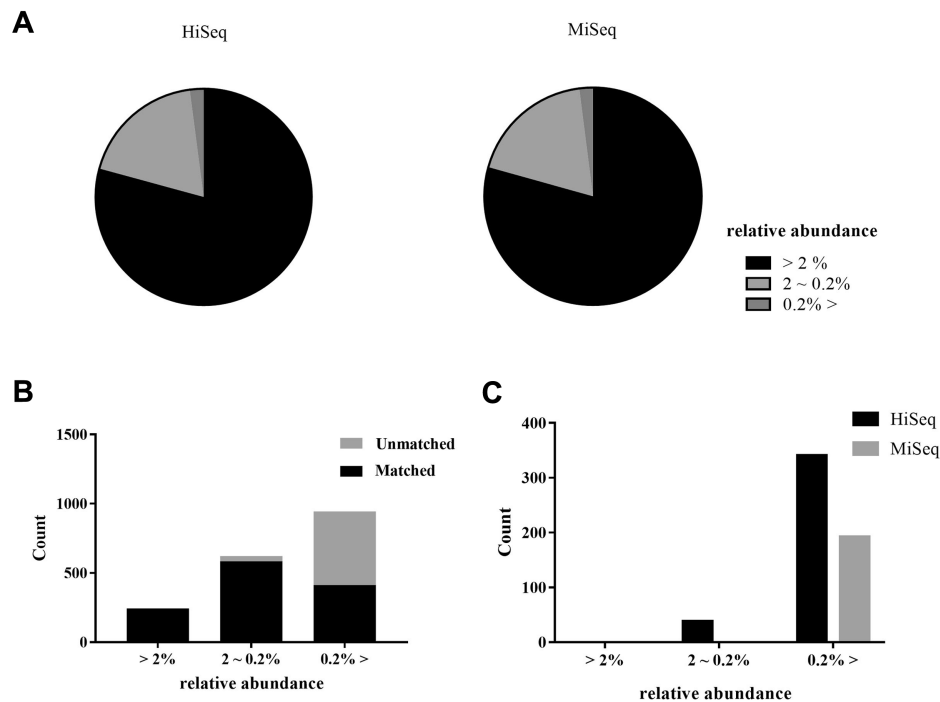 A
HiSeq
MiSeq
relative abundance
> 2 %
2 ~ 0.2%
0.2% >
B
1500
1000
500
0
Count
Unmatched
Matched
> 2%
2 ~ 0.2%
0.2% >
relative abundance
C
400
300
200
100
0
Count
HiSeq
MiSeq
> 2%
2 ~ 0.2%
0.2% >
relative abundance